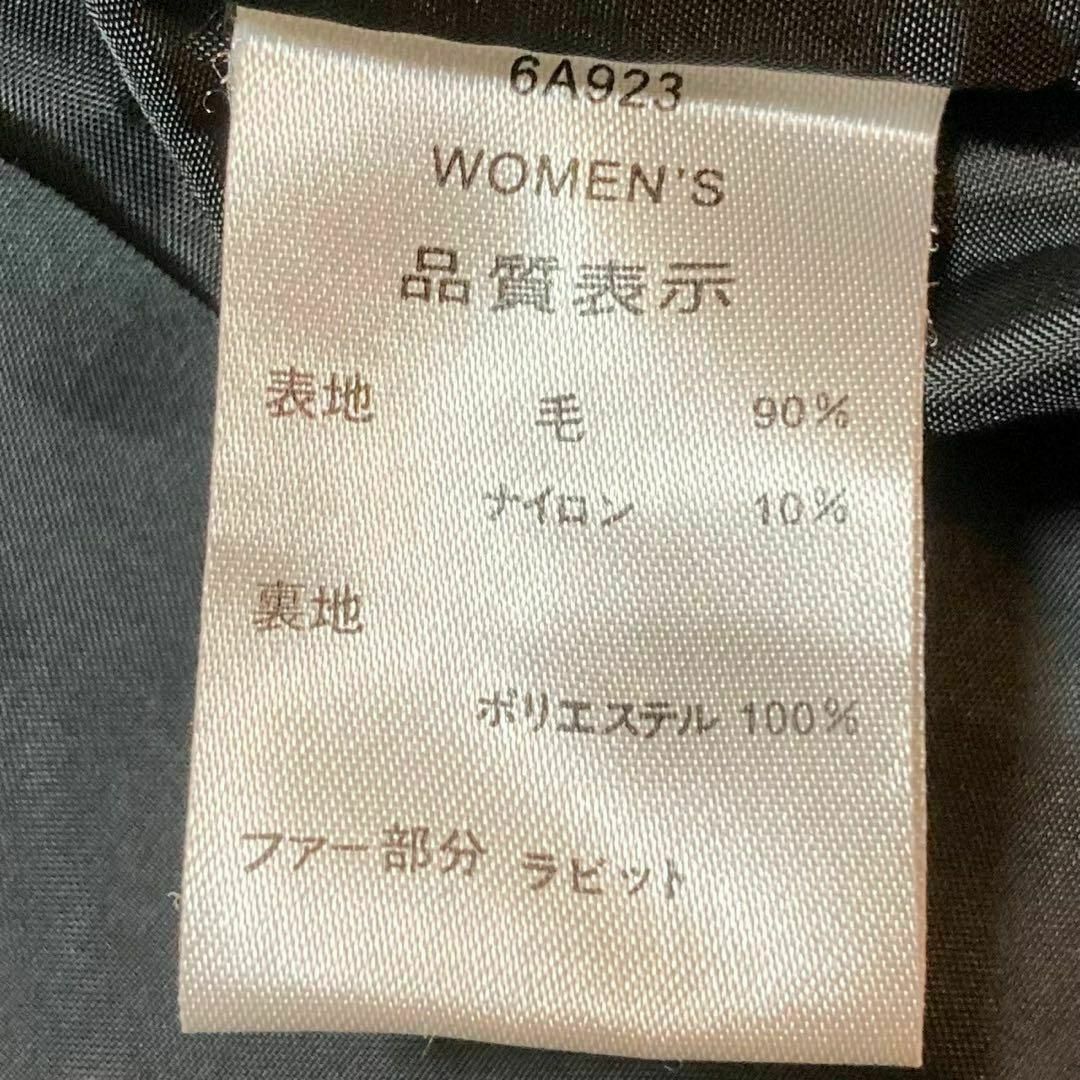 6A923
WOMEN'S
品質表示
表地 毛 90%
ナイロン 10%
裏地
ポリエステル 100%
ファー部分 ラビット